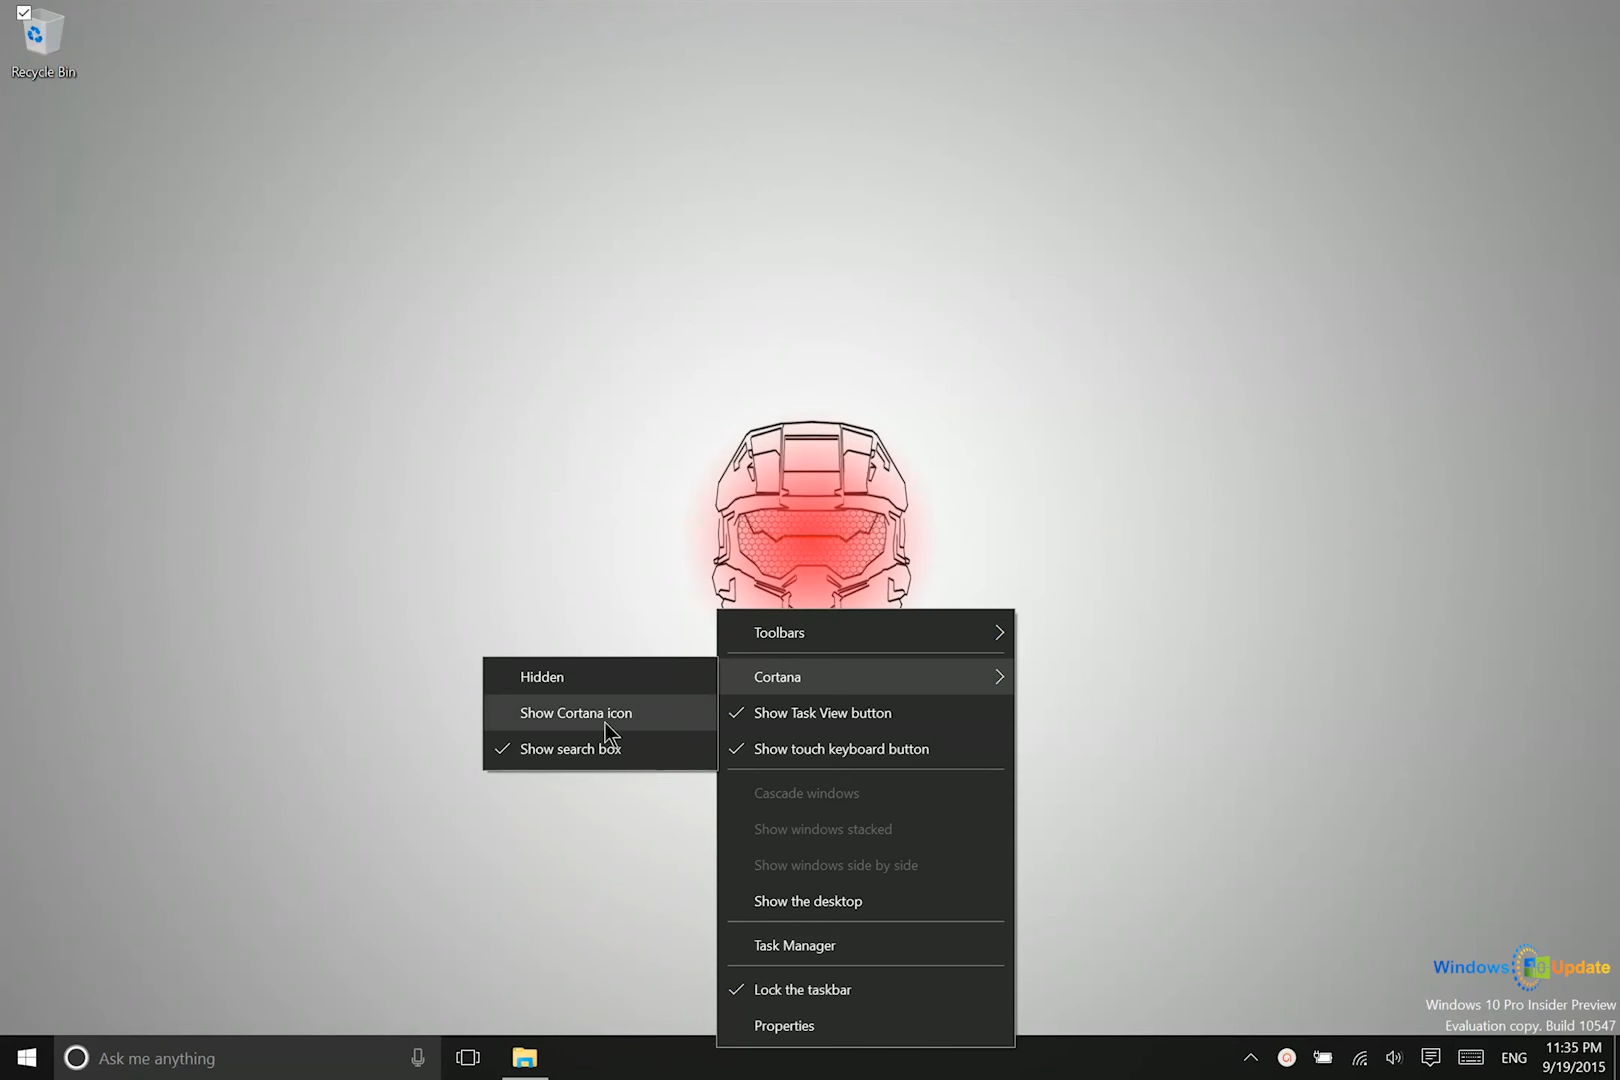 Recycle Bin
Toolbars
Cortana
Show Task View button
Show touch keyboard button
Cascade windows
Show windows stacked
Show windows side by side
Show the desktop
Task Manager
Lock the taskbar
Properties
Hidden
Show Cortana icon
Show search box
Windows 10 Update
Windows 10 Pro Insider Preview
Evaluation copy. Build 10547
Ask me anything
ENG
11:35 PM
9/19/2015